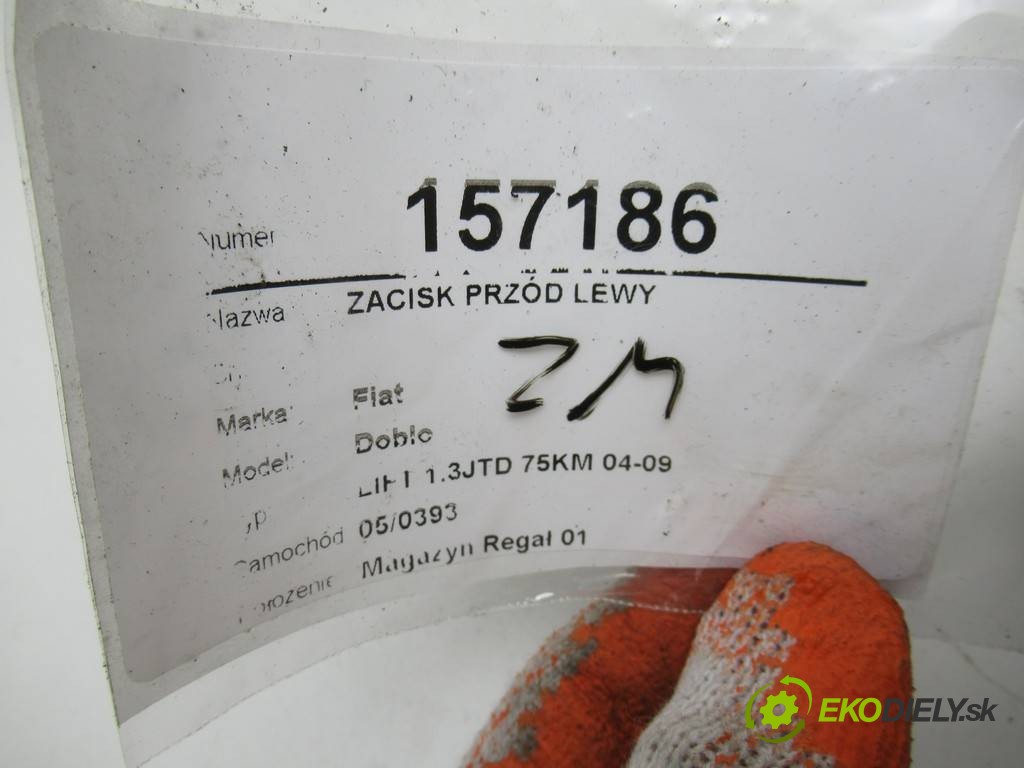 Numer 157186
Nazwa ZACISK PRZÓD LEWY
ZM
Marka: Fiat
Model: Doblo
LIFT 1.3JTD 75KM 04-09
Samochód 05/0393
Magazyn Regał 01
EKODIELY.sk